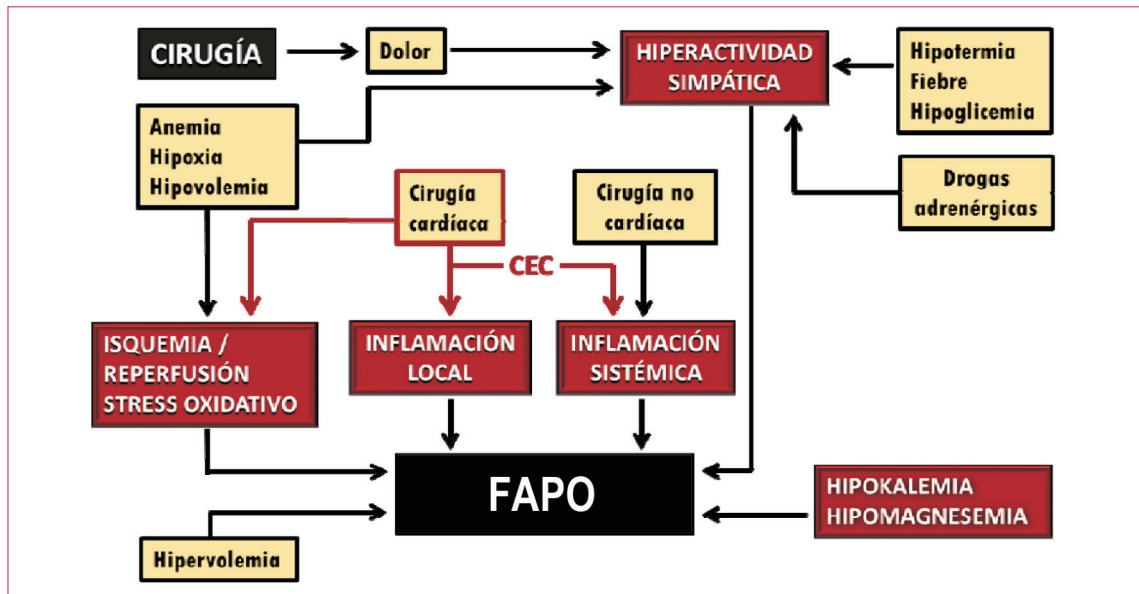 CIRUGÍA
Dolor
HIPERACTIVIDAD
SIMPÁTICA
Hipotermia
Fiebre
Hipoglicemia
Anemia
Hipoxia
Hipovolemia
Cirugía
cardíaca
Cirugía no
cardíaca
Drogas
adrenérgicas
CEC
ISQUEMIA /
REPERFUSIÓN
STRESS OXIDATIVO
INFLAMACIÓN
LOCAL
INFLAMACIÓN
SISTÉMICA
FAPO
HIPOKALEMIA
HIPOMAGNESEMIA
Hipervolemia